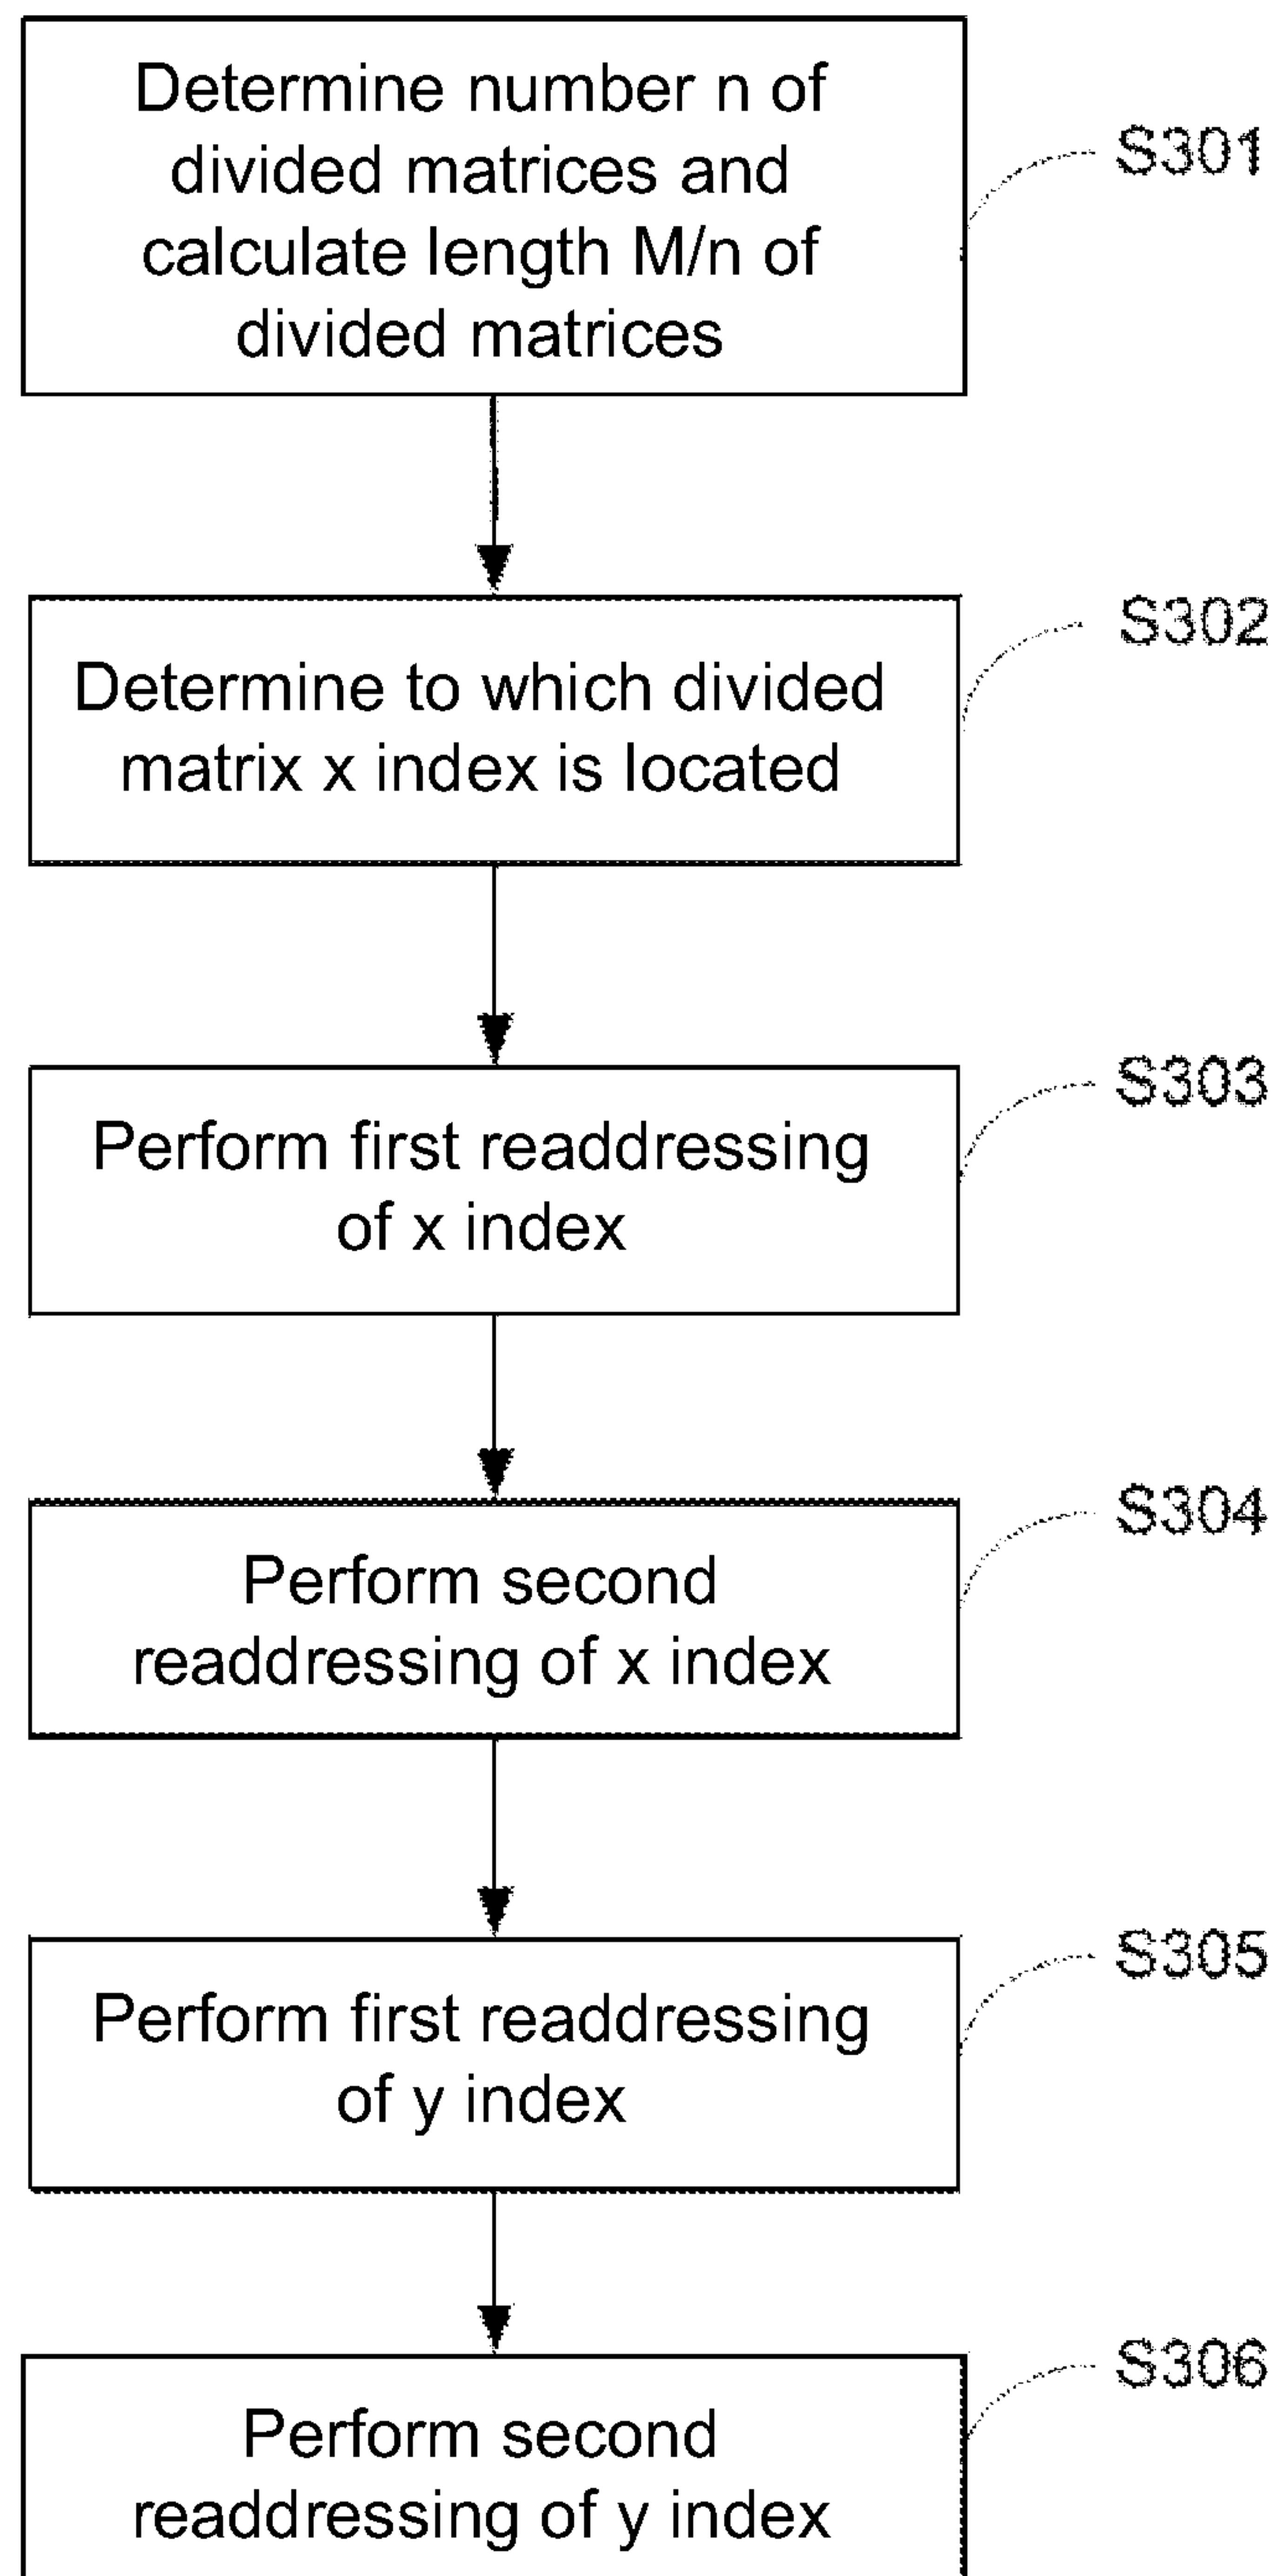 Determine number n of
divided matrices and
calculate length M/n of
divided matrices
S301
Determine to which divided
matrix x index is located
S302
Perform first readdressing
of x index
S303
Perform second
readdressing of x index
S304
Perform first readdressing
of y index
S305
Perform second
readdressing of y index
S306